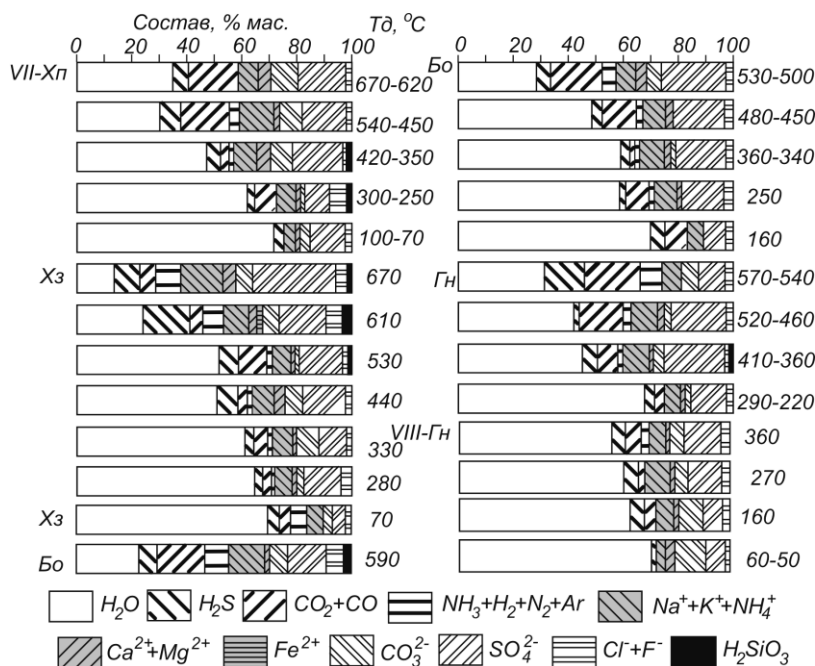 Состав, % мас.
Тд, °C
0 20 40 60 80 100
VII-Хп
670-620
540-450
420-350
300-250
100-70
Хз
670
610
530
440
330
280
Хз
70
Бо
590
0 20 40 60 80 100
Бо
530-500
480-450
360-340
250
160
Гн
570-540
520-460
410-360
290-220
VIII-Гн
360
270
160
60-50
H₂O H₂S CO₂+CO NH₃+H₂+N₂+Ar Na⁺+K⁺+NH₄⁺
Ca²⁺+Mg²⁺ Fe²⁺ CO₃²⁻ SO₄²⁻ Cl⁻+F⁻ H₂SiO₃